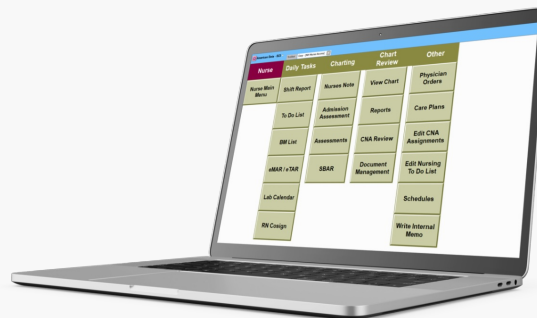 Nurse
Daily Tasks
Charting
Chart
Review
Other
Nurse Main
Menu
Shift Report
To Do List
BM List
eMAR / eTAR
Lab Calendar
RN Cosign
Nurses Note
Admission
Assessment
Assessments
SBAR
View Chart
Reports
CNA Review
Document
Management
Physician
Orders
Care Plans
Edit CNA
Assignments
Edit Nursing
To Do List
Schedules
Write Internal
Memo